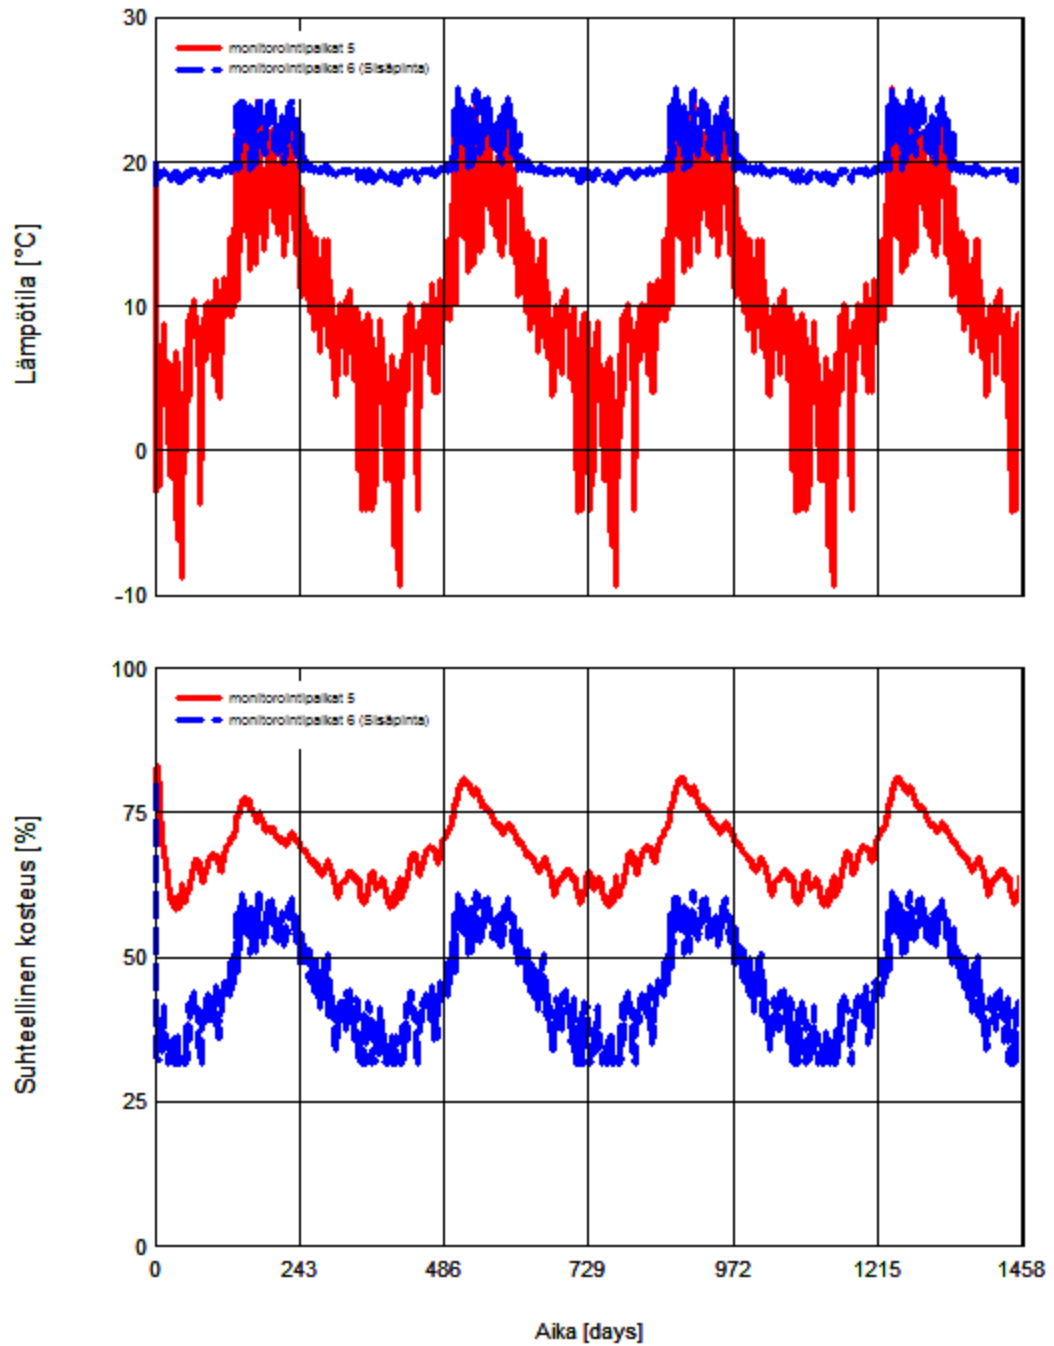 30
monitorointipaikat 5
monitorointipaikat 6 (Sisäpinta)
20
Lämpötila [°C]
10
0
-10
100
monitorointipaikat 5
monitorointipaikat 6 (Sisäpinta)
75
Suhteellinen kosteus [%]
50
25
0
0 243 486 729 972 1215 1458
Aika [days]